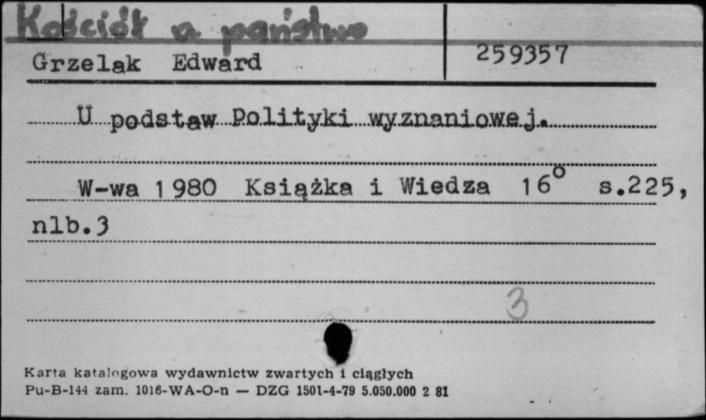 Kościół a państwo
Grzelak Edward 259357
U podstaw Polityki wyznaniowej.
W-wa 1980 Książka i Wiedza 16° s.225,
nlb.3
3
Karta katalogowa wydawnictw zwartych i ciągłych
Pu-B-144 zam. 1016-WA-O-n — DZG 1501-4-79 5.050.000 2 81